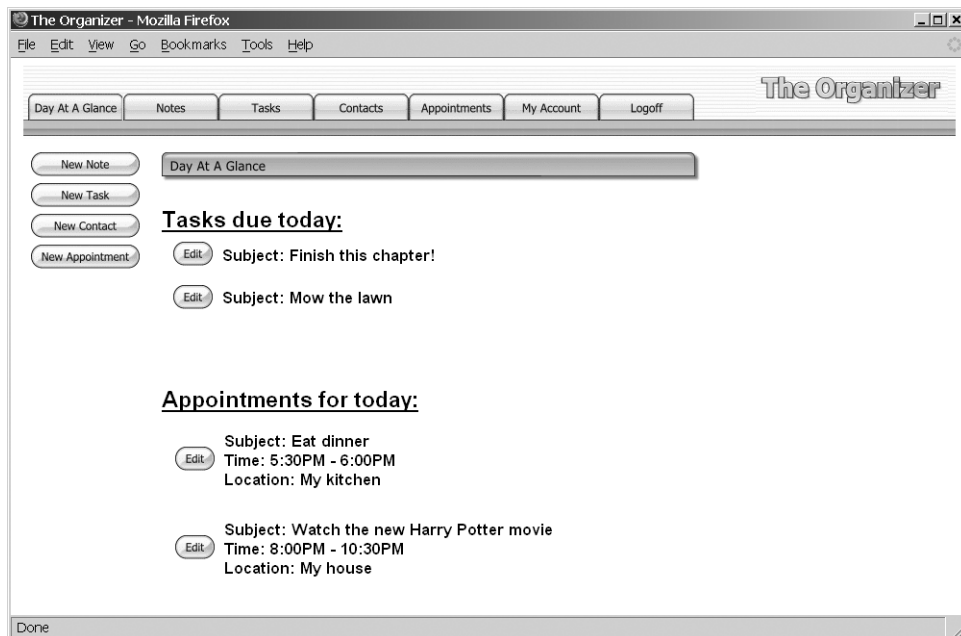 The Organizer - Mozilla Firefox
File Edit View Go Bookmarks Tools Help
The Organizer
Day At A Glance Notes Tasks Contacts Appointments My Account Logoff
New Note
New Task
New Contact
New Appointment
Day At A Glance
Tasks due today:
Edit Subject: Finish this chapter!
Edit Subject: Mow the lawn
Appointments for today:
Subject: Eat dinner
Edit Time: 5:30PM - 6:00PM
Location: My kitchen
Subject: Watch the new Harry Potter movie
Edit Time: 8:00PM - 10:30PM
Location: My house
Done